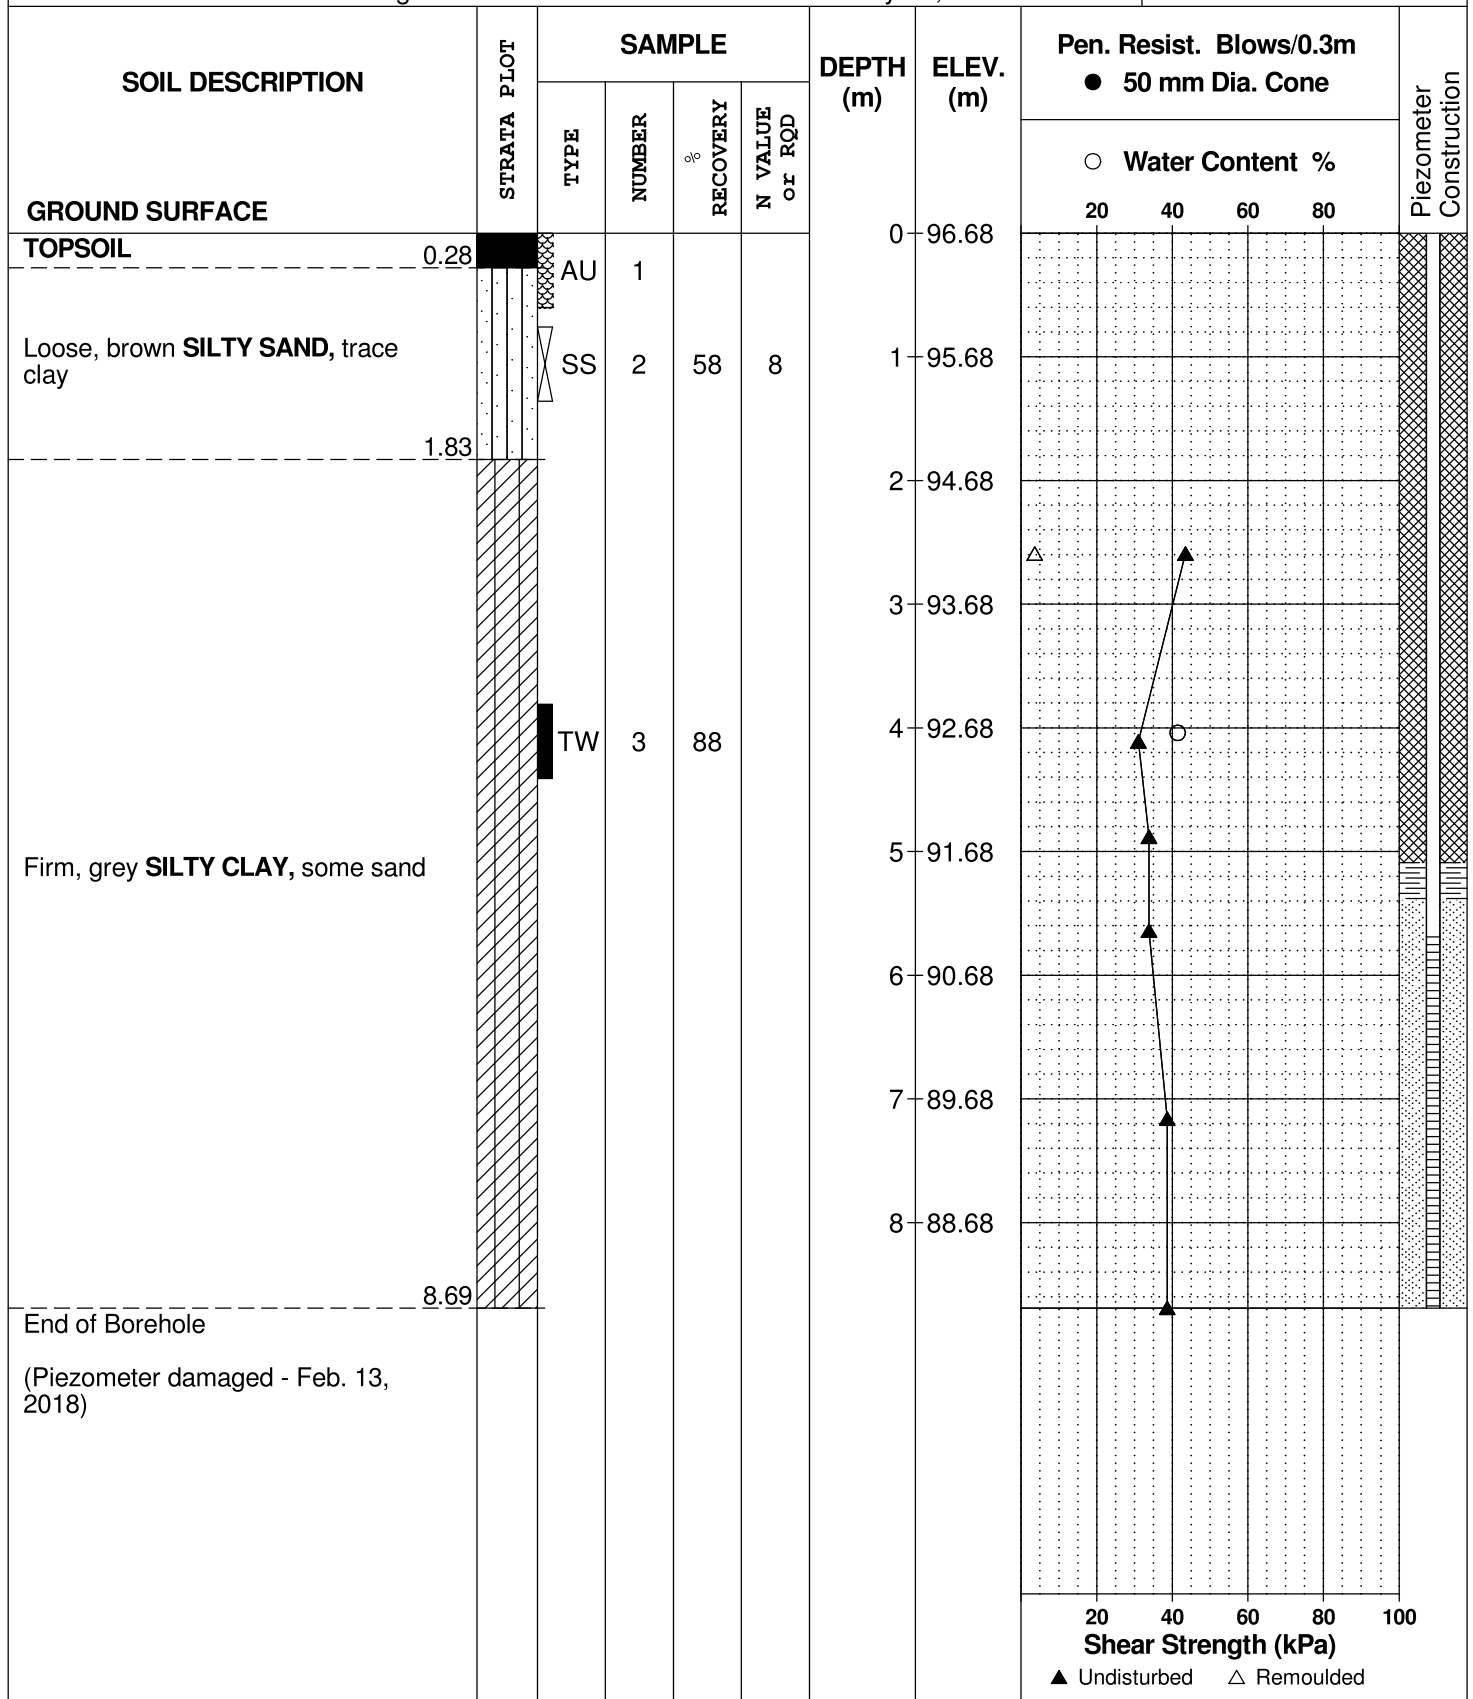 SOIL DESCRIPTION
GROUND SURFACE
STRATA PLOT
SAMPLE
TYPE
NUMBER
%
RECOVERY
N VALUE
or RQD
DEPTH
(m)
ELEV.
(m)
Pen. Resist. Blows/0.3m
● 50 mm Dia. Cone
○ Water Content %
20 40 60 80
Piezometer
Construction
TOPSOIL
0.28
AU 1
0 96.68
Loose, brown SILTY SAND, trace
clay
SS 2 58 8
1 95.68
1.83
2 94.68
3 93.68
TW 3 88
4 92.68
Firm, grey SILTY CLAY, some sand
5 91.68
6 90.68
7 89.68
8 88.68
8.69
End of Borehole
(Piezometer damaged - Feb. 13,
2018)
20 40 60 80 100
Shear Strength (kPa)
▲ Undisturbed △ Remoulded